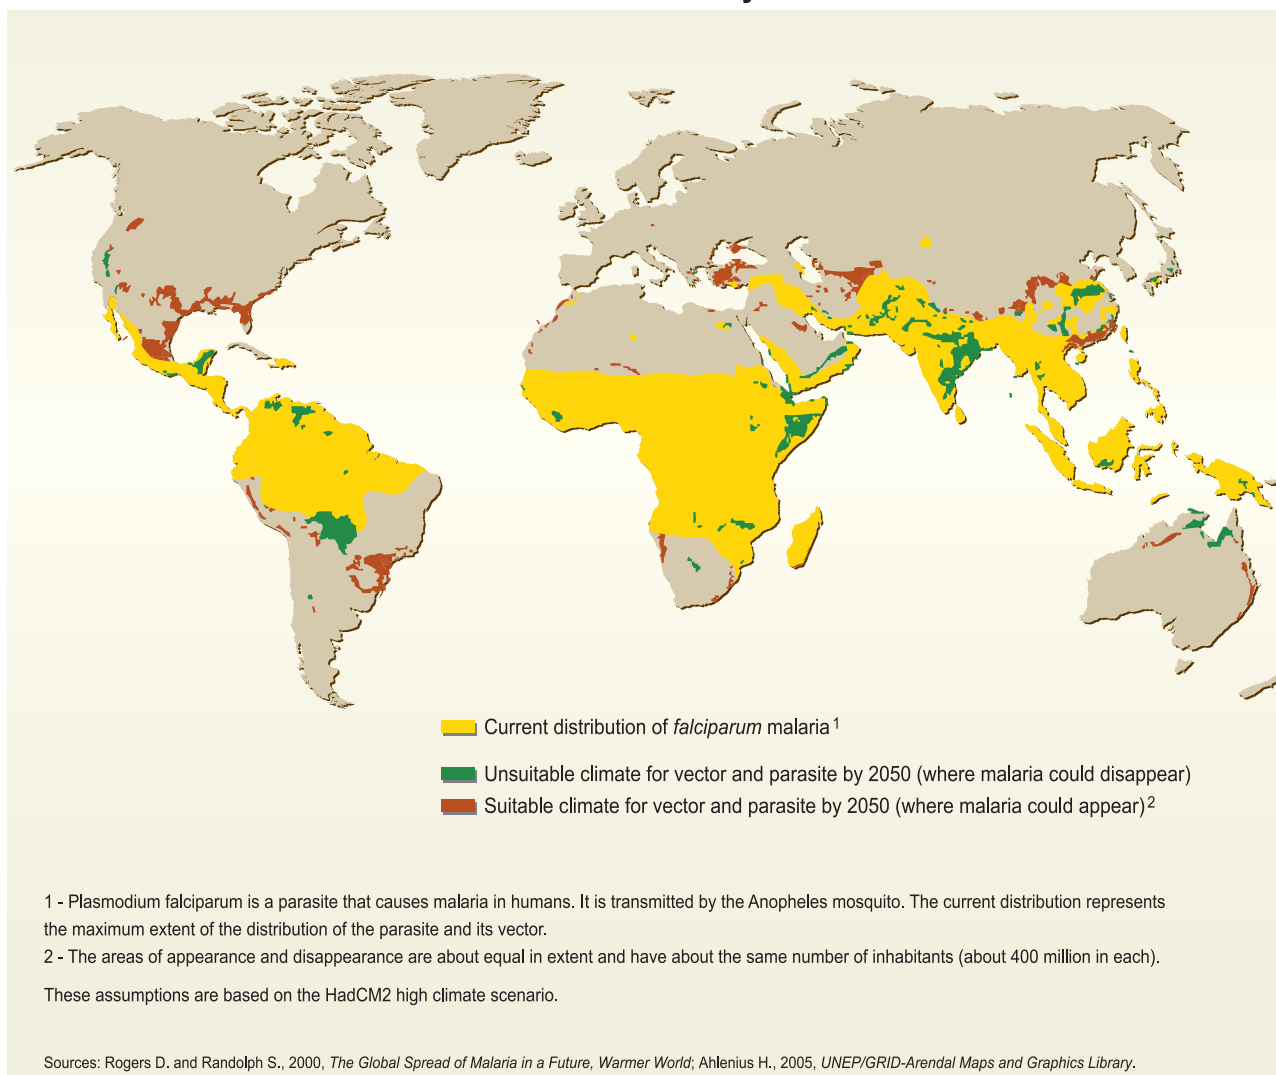 Current distribution of falciparum malaria 1
Unsuitable climate for vector and parasite by 2050 (where malaria could disappear)
Suitable climate for vector and parasite by 2050 (where malaria could appear) 2
1 - Plasmodium falciparum is a parasite that causes malaria in humans. It is transmitted by the Anopheles mosquito. The current distribution represents
the maximum extent of the distribution of the parasite and its vector.
2 - The areas of appearance and disappearance are about equal in extent and have about the same number of inhabitants (about 400 million in each).
These assumptions are based on the HadCM2 high climate scenario.
Sources: Rogers D. and Randolph S., 2000, The Global Spread of Malaria in a Future, Warmer World; Ahlenius H., 2005, UNEP/GRID-Arendal Maps and Graphics Library.